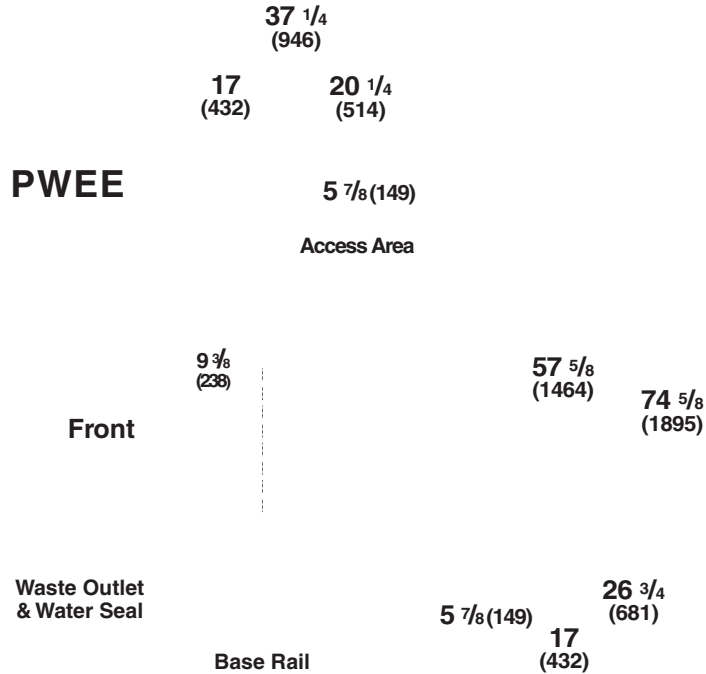 37 1/4
(946)
17
(432)
20 1/4
(514)
PWEE
5 7/8 (149)
Access Area
9 3/8
(238)
57 5/8
(1464)
74 5/8
(1895)
Front
Waste Outlet
& Water Seal
26 3/4
(681)
5 7/8 (149)
17
(432)
Base Rail